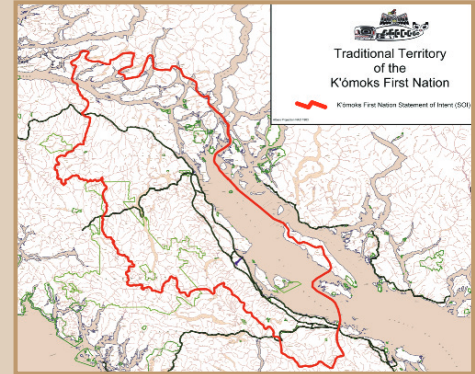 Traditional Territory
of the
K'ómoks First Nation
K'ómoks First Nation Statement of Intent (SOI)